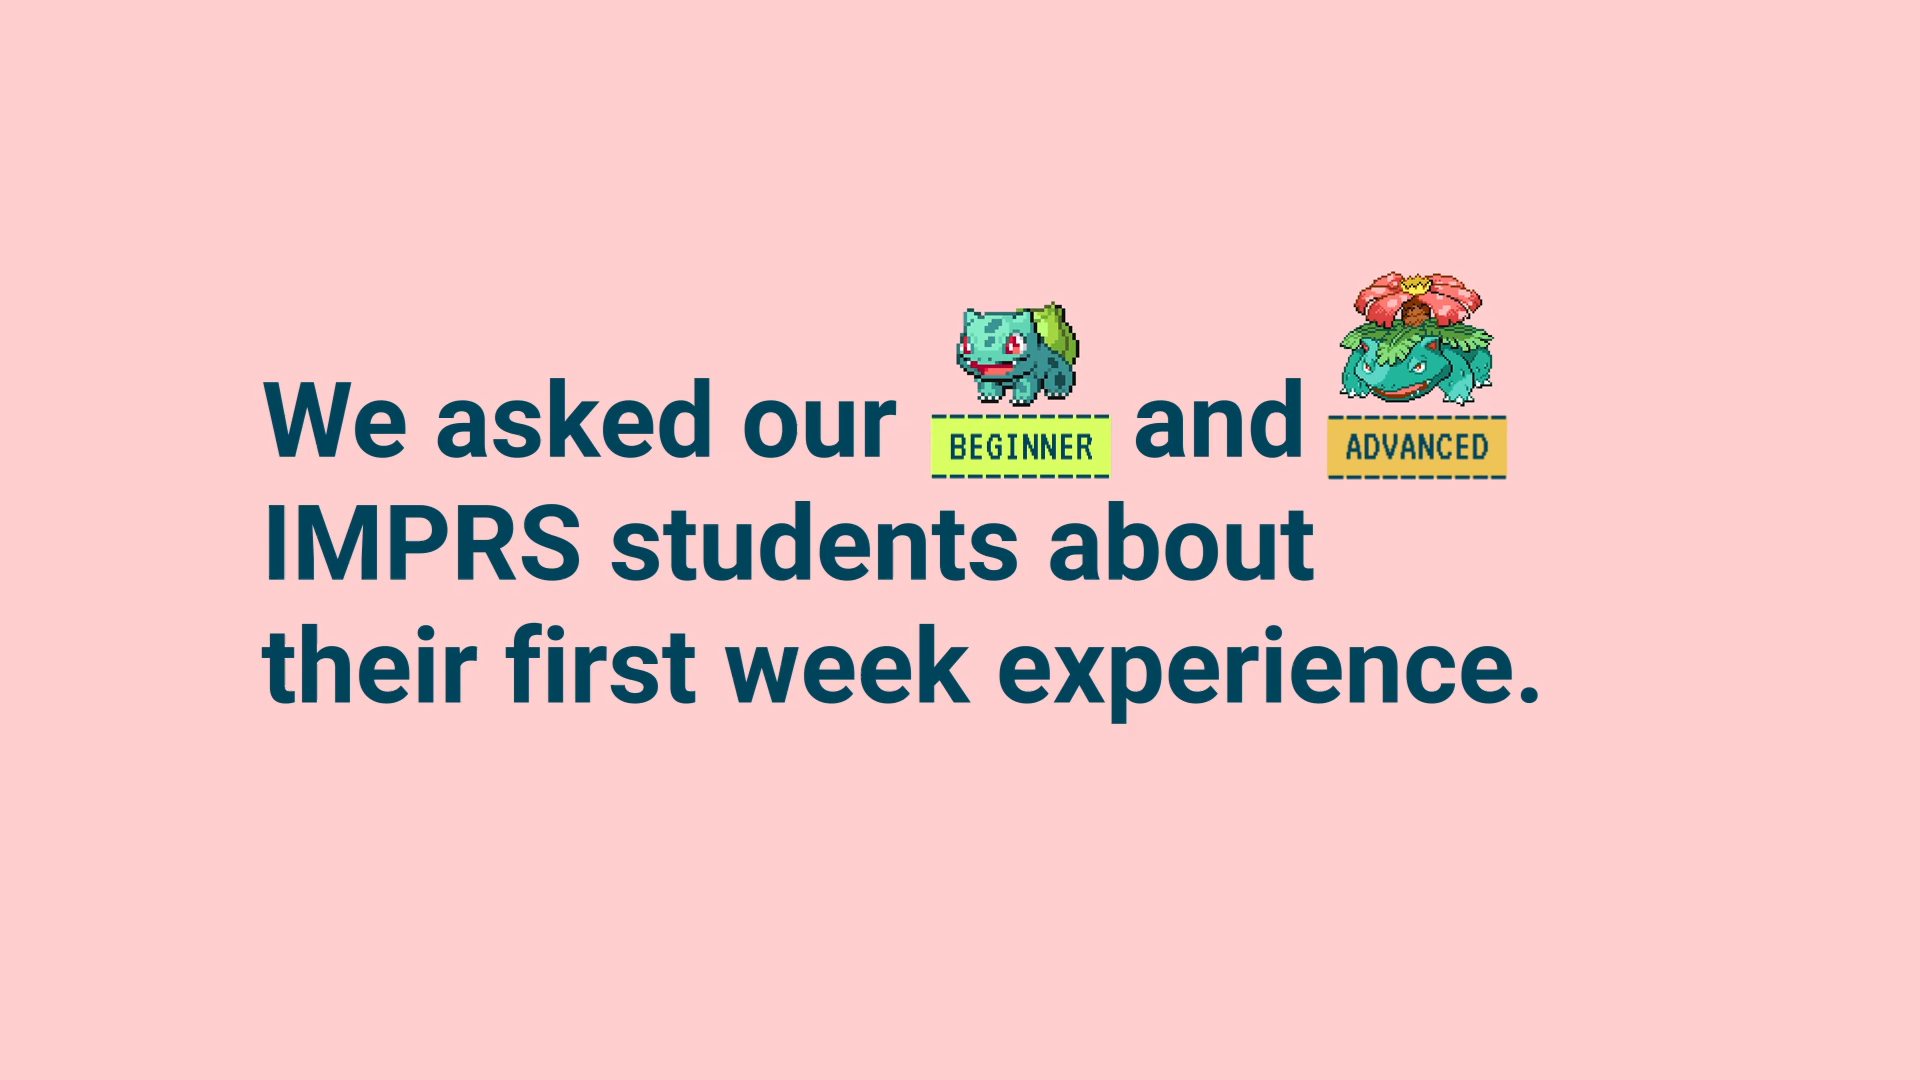 We asked our BEGINNER and ADVANCED
IMPRS students about
their first week experience.